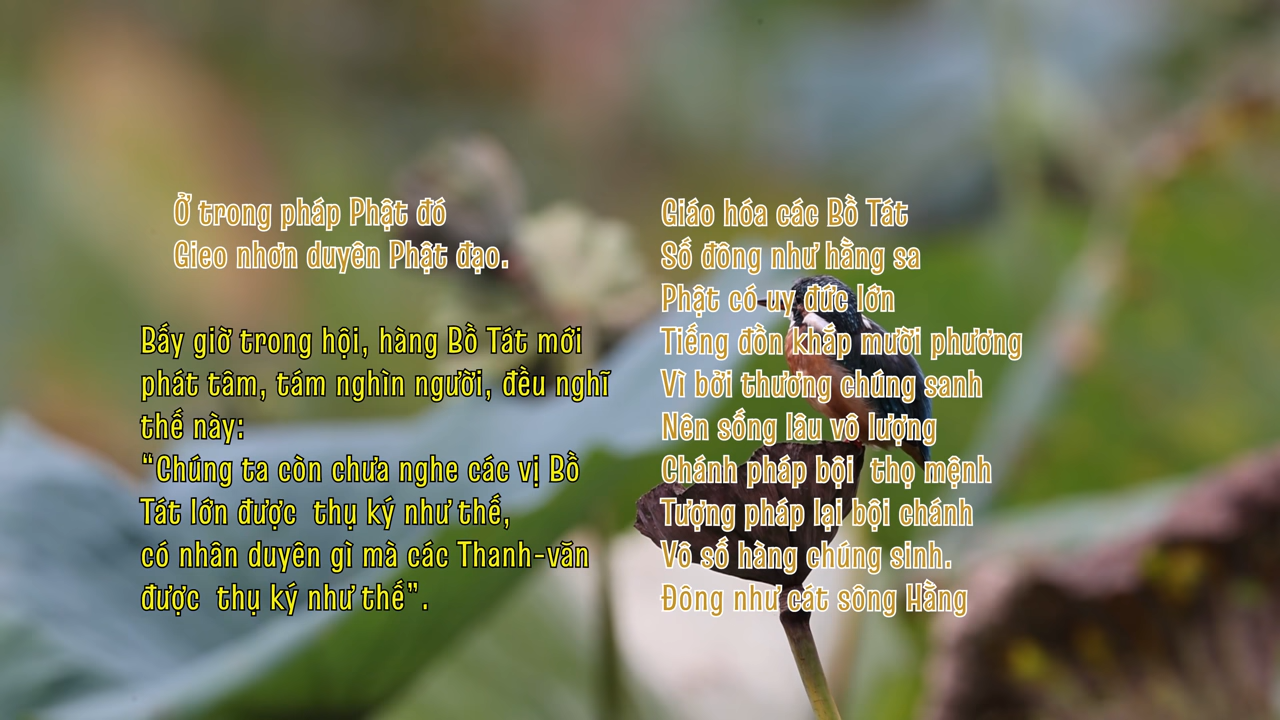 Ở trong pháp Phật đó
Gieo nhơn duyên Phật đạo.
Bấy giờ trong hội, hàng Bồ Tát mới
phát tâm, tám nghìn người, đều nghĩ
thế này:
“Chúng ta còn chưa nghe các vị Bồ
Tát lớn được  thụ ký như thế,
có nhân duyên gì mà các Thanh-văn
được  thụ ký như thế”.
Giáo hóa các Bồ Tát
Số đông như hằng sa
Phật có uy đức lớn
Tiếng đồn khắp mười phương
Vì bởi thương chúng sanh
Nên sống lâu vô lượng
Chánh pháp bội  thọ mệnh
Tượng pháp lại bội chánh
Vô số hàng chúng sinh.
Đông như cát sông Hằng